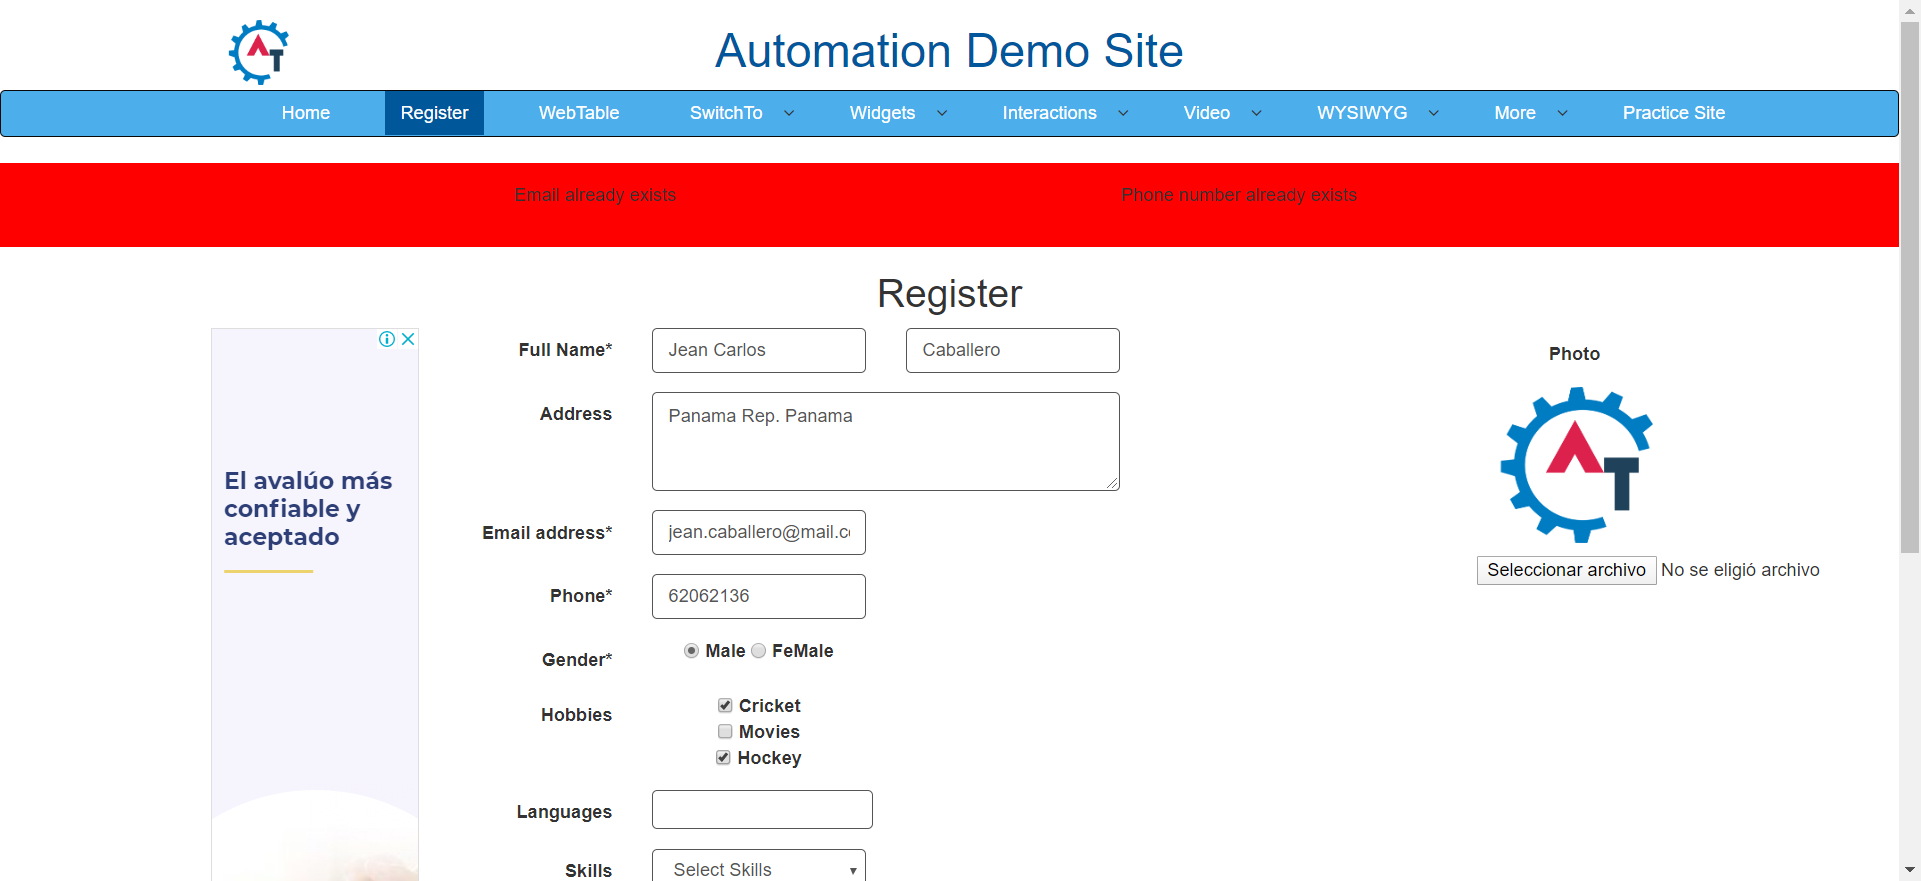 Automation Demo Site
Home Register WebTable SwitchTo Widgets Interactions Video WYSIWYG More Practice Site
Email already exists Phone number already exists
Register
Full Name* Jean Carlos Caballero
Photo
Address Panama Rep. Panama
El avalúo más
confiable y
aceptado
Email address* jean.caballero@mail.c
Seleccionar archivo No se eligió archivo
Phone* 62062136
Gender* Male FeMale
Hobbies Cricket
Movies
Hockey
Languages
Skills Select Skills